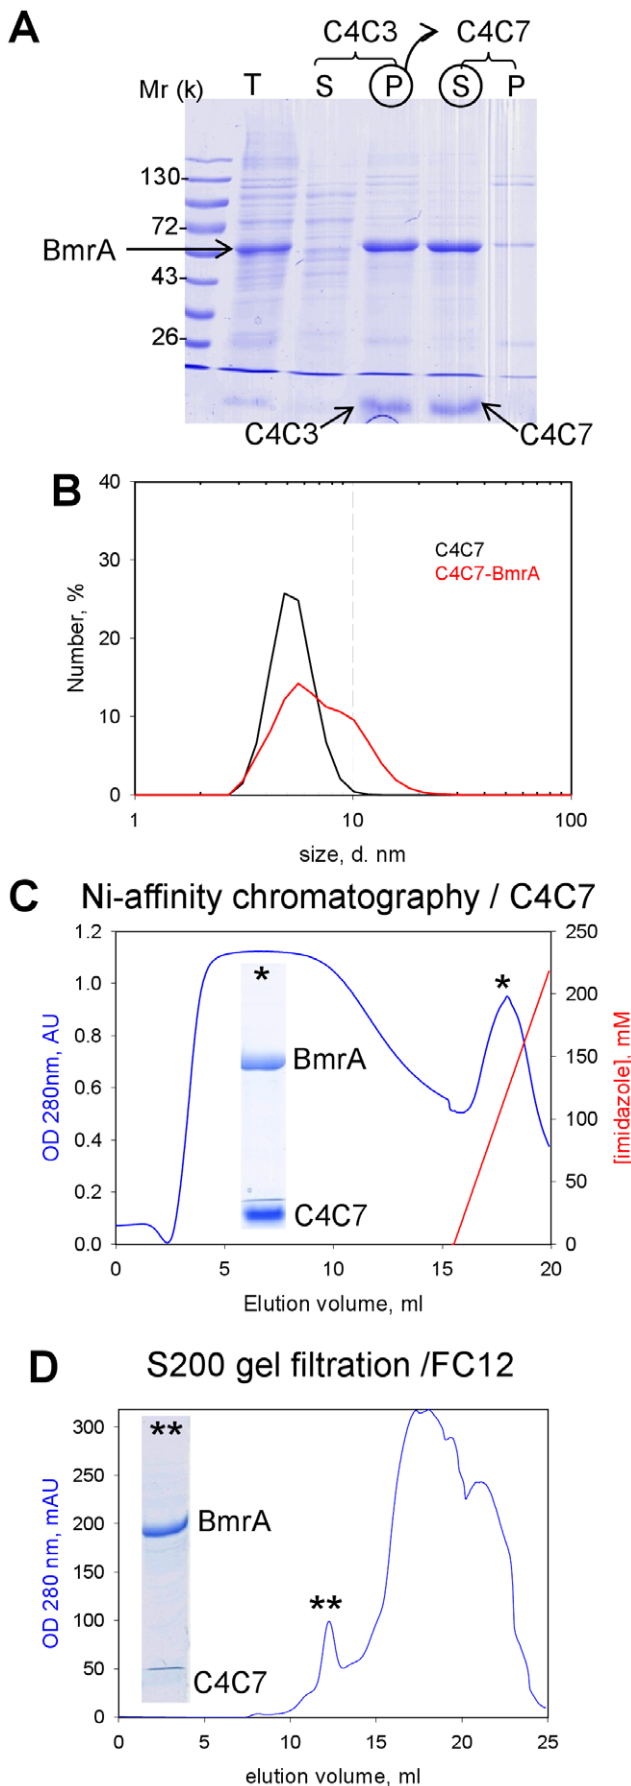 A
C4C3 C4C7
Mr (k) T S P S P
130-
72-
BmrA
43-
26-
C4C3 C4C7
B
40
30
20
10
0
Number, %
C4C7
C4C7-BmrA
1 10 100
size, d. nm
C Ni-affinity chromatography / C4C7
1.2
1.0
0.8
0.6
0.4
0.2
0.0
OD 280nm, AU
*
BmrA
C4C7
*
250
200
150
100
50
0
[imidazole], mM
0 5 10 15 20
Elution volume, ml
D S200 gel filtration /FC12
300
250
200
150
100
50
0
OD 280 nm, mAU
**
BmrA
C4C7
**
0 5 10 15 20 25
elution volume, ml